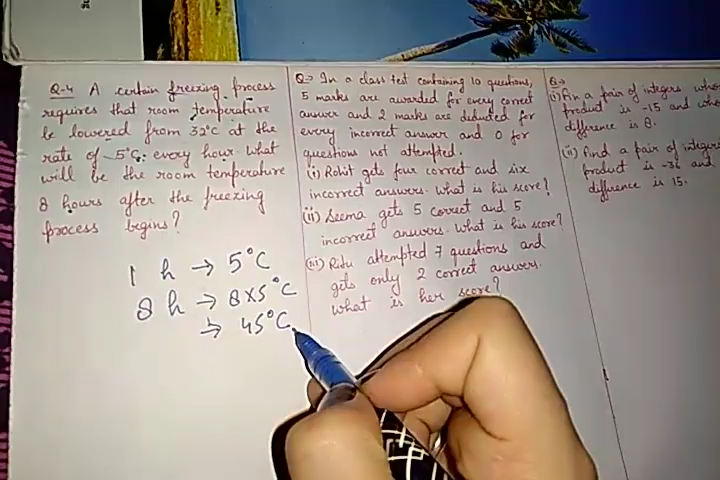 Q-4 A certain freezing process
requires that room temperature
be lowered from 32°C at the
rate of 5°C every hour. What
will be the room temperature
8 hours after the freezing
process begins?
1 h → 5°C
8 h → 8×5°C
→ 45°C
Q→ In a class test containing 10 questions,
5 marks are awarded for every correct
answer and 2 marks are deducted for
every incorrect answer and 0 for
questions not attempted.
(i) Rohit gets four correct and six
incorrect answers. What is his score?
(ii) Seema gets 5 correct and 5
incorrect answers. What is his score?
(iii) Ritu attempted 7 questions and
gets only 2 correct answers.
What is her score?
Q→
(i) Find a pair of integers
product is -15 and
difference is 8.
(ii) Find a pair of integers
product is -36 and
difference is 15.